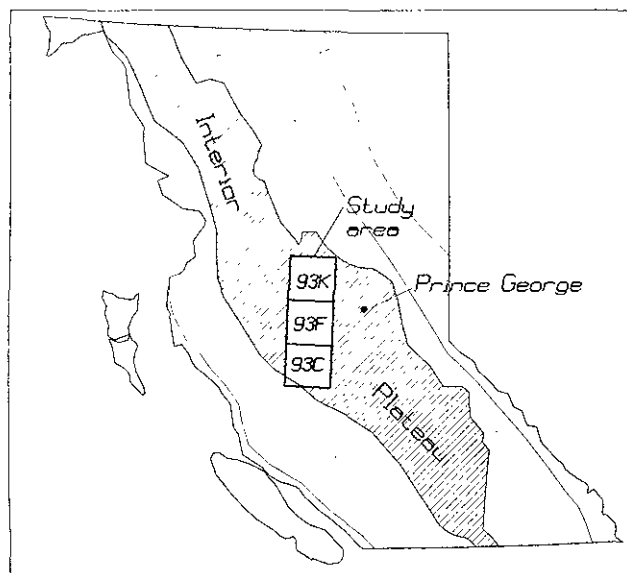 Interior
Study
area
93K
Prince George
93F
93C
Plateau